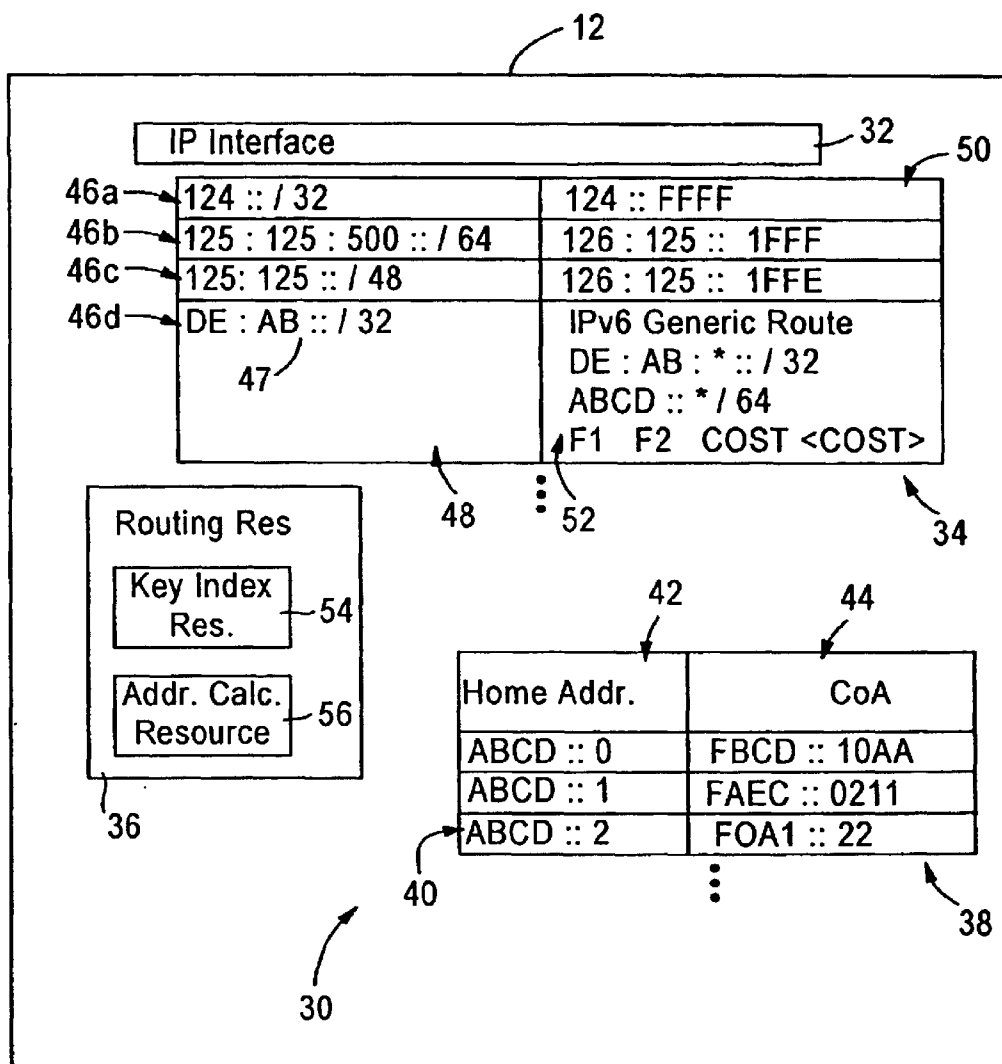 12
IP Interface
32
50
46a
124 :: / 32
124 :: FFFF
46b
125 : 125 : 500 :: / 64
126 : 125 :: 1FFF
46c
125: 125 :: / 48
126 : 125 :: 1FFE
46d
DE : AB :: / 32
IPv6 Generic Route
47
DE : AB : * :: / 32
ABCD :: * / 64
F1 F2 COST <COST>
48
52
34
Routing Res
Key Index
Res.
54
Addr. Calc.
Resource
56
36
42
44
Home Addr.
CoA
ABCD :: 0
FBCD :: 10AA
ABCD :: 1
FAEC :: 0211
40
ABCD :: 2
FOA1 :: 22
38
30